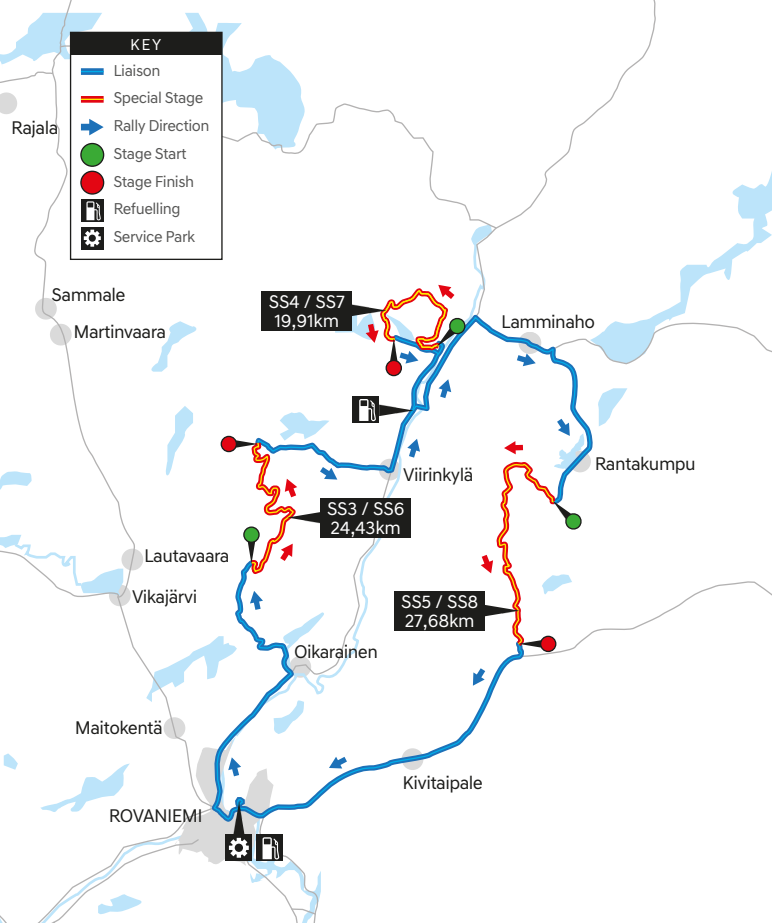 KEY
Liaison
Special Stage
Rally Direction
Stage Start
Stage Finish
Refuelling
Service Park
Rajala
Sammale
Martinvaara
SS4 / SS7
19,91km
Lamminaho
Rantakumpu
Viirinkylä
SS3 / SS6
24,43km
Lautavaara
Vikajärvi
SS5 / SS8
27,68km
Oikarainen
Maitokentä
Kivitaipale
ROVANIEMI